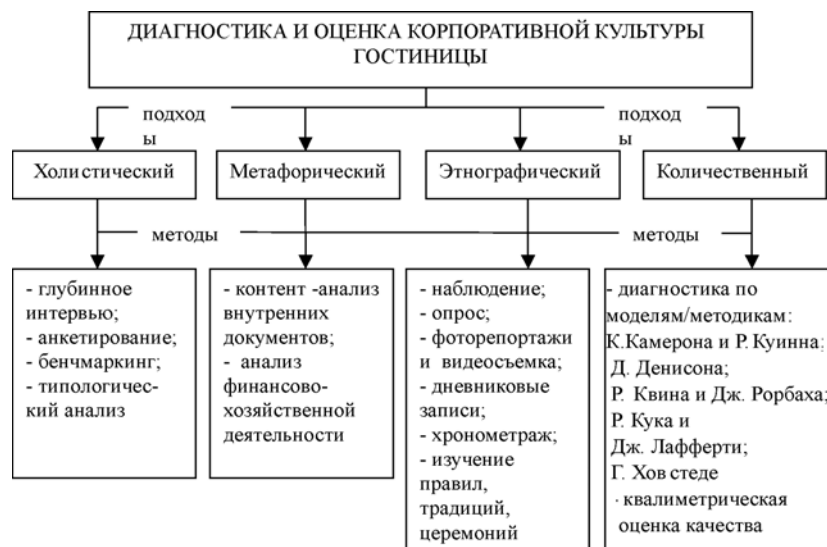 ДИАГНОСТИКА И ОЦЕНКА КОРПОРАТИВНОЙ КУЛЬТУРЫ
ГОСТИНИЦЫ
подход
ы
подход
ы
Холистический
Метафорический
Этнографический
Количественный
методы
методы
- глубинное
интервью;
- анкетирование;
- бенчмаркинг;
- типологичес-
кий анализ
- контент -анализ
внутренних
документов;
- анализ
финансово-
хозяйственной
деятельности
- наблюдение;
- опрос;
- фоторепортажи
и видеосъемка;
- дневниковые
записи;
- хронометраж;
- изучение
правил,
традиций,
церемоний
- диагностика по
моделям/методикам:
К.Камерона и Р.Куинна;
Д. Денисона;
Р. Квина и Дж. Рорбаха;
Р. Кука и
Дж. Лафферти;
Г. Ховстеде
· квалиметрическая
оценка качества